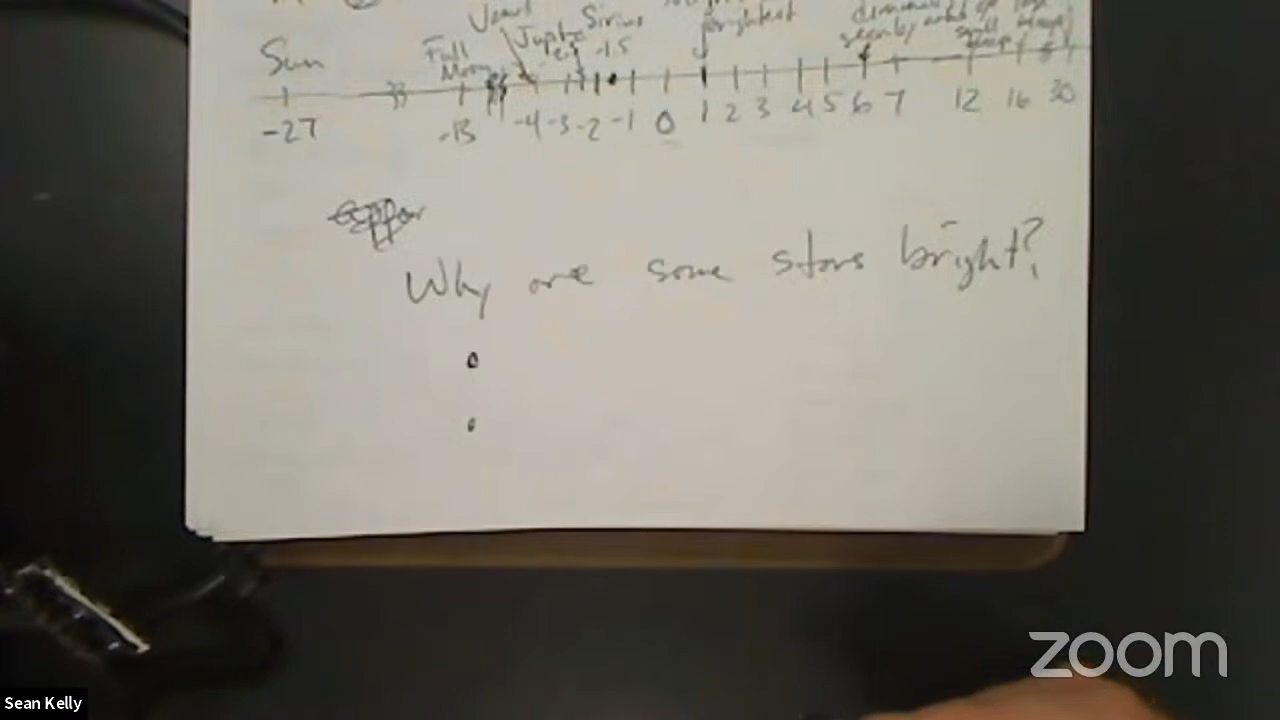 Venus Sirius
Jupiter -1.5 brightest
Sun Full
Moon
-27 -13 -4 -3 -2 -1 0 1 2 3 4 5 6 7 12 16 30
Why are some stars bright?
zoom
Sean Kelly